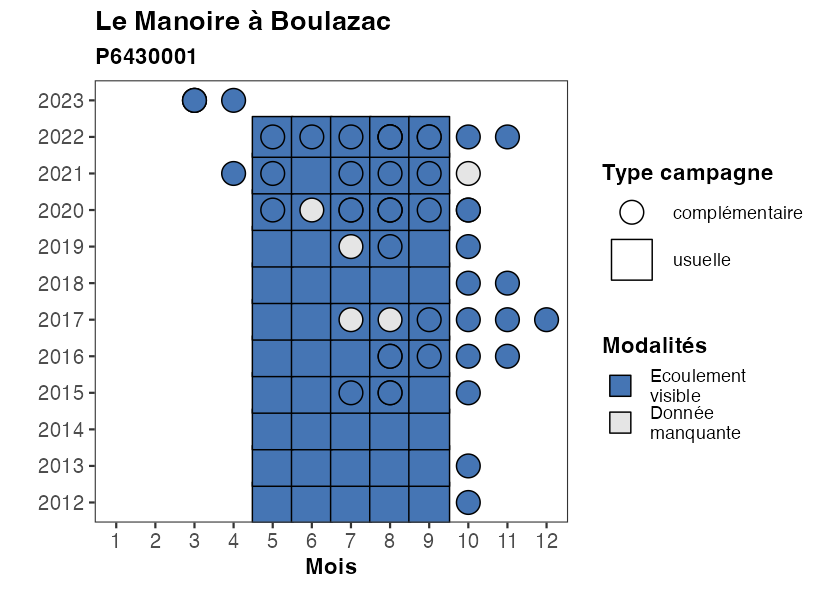 Le Manoire à Boulazac
P6430001
2023
2022
2021
2020
2019
2018
2017
2016
2015
2014
2013
2012
1 2 3 4 5 6 7 8 9 10 11 12
Mois
Type campagne
complémentaire
usuelle
Modalités
Ecoulement
visible
Donnée
manquante